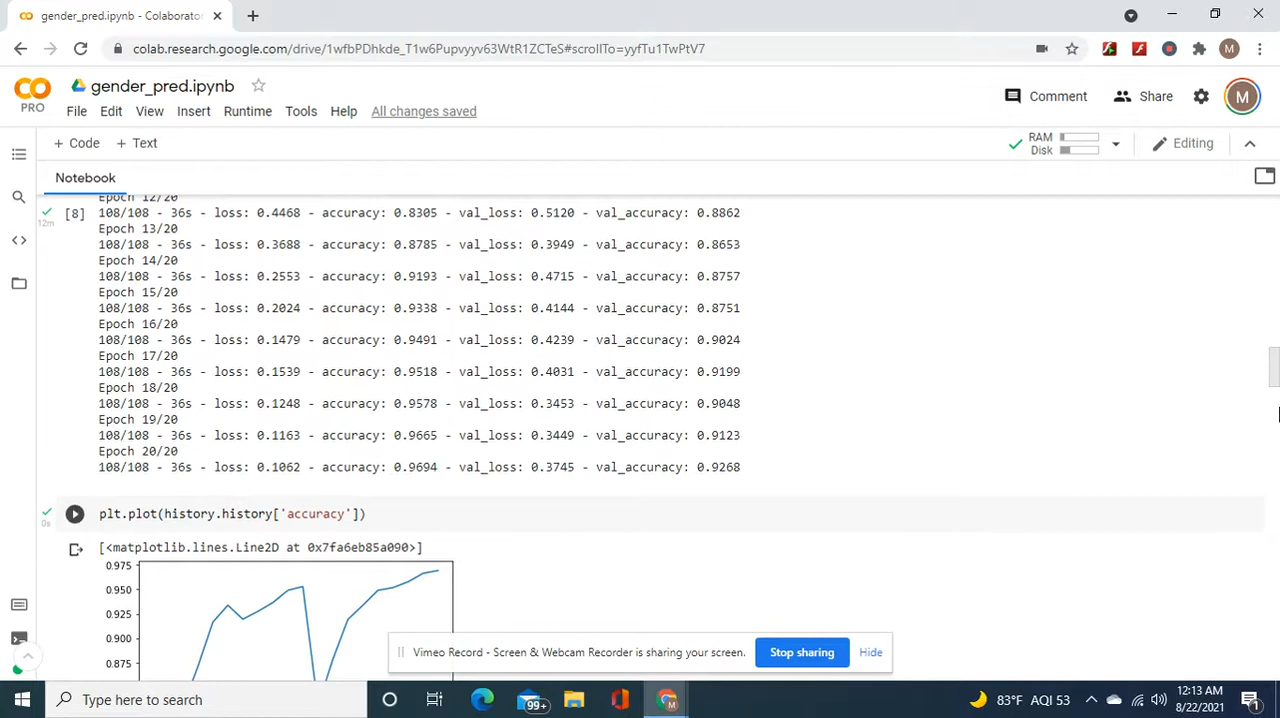 gender_pred.ipynb - Colaborator
colab.research.google.com/drive/1wfbPDhkde_T1w6Pupvyyv63WtR1ZCTeS#scrollTo=yyfTu1TwPtV7
M
PRO
gender_pred.ipynb
File Edit View Insert Runtime Tools Help All changes saved
Comment Share M
+ Code + Text
RAM
Disk
Editing
Notebook
Epoch 12/20
[8] 108/108 - 36s - loss: 0.4468 - accuracy: 0.8305 - val_loss: 0.5120 - val_accuracy: 0.8862
12m
Epoch 13/20
108/108 - 36s - loss: 0.3688 - accuracy: 0.8785 - val_loss: 0.3949 - val_accuracy: 0.8653
Epoch 14/20
108/108 - 36s - loss: 0.2553 - accuracy: 0.9193 - val_loss: 0.4715 - val_accuracy: 0.8757
Epoch 15/20
108/108 - 36s - loss: 0.2024 - accuracy: 0.9338 - val_loss: 0.4144 - val_accuracy: 0.8751
Epoch 16/20
108/108 - 36s - loss: 0.1479 - accuracy: 0.9491 - val_loss: 0.4239 - val_accuracy: 0.9024
Epoch 17/20
108/108 - 36s - loss: 0.1539 - accuracy: 0.9518 - val_loss: 0.4031 - val_accuracy: 0.9199
Epoch 18/20
108/108 - 36s - loss: 0.1248 - accuracy: 0.9578 - val_loss: 0.3453 - val_accuracy: 0.9048
Epoch 19/20
108/108 - 36s - loss: 0.1163 - accuracy: 0.9665 - val_loss: 0.3449 - val_accuracy: 0.9123
Epoch 20/20
108/108 - 36s - loss: 0.1062 - accuracy: 0.9694 - val_loss: 0.3745 - val_accuracy: 0.9268
plt.plot(history.history['accuracy'])
0s
[<matplotlib.lines.Line2D at 0x7fa6eb85a090>]
0.975
0.950
0.925
0.900
0.875
Vimeo Record - Screen & Webcam Recorder is sharing your screen. Stop sharing Hide
Type here to search
99+
M
83°F AQI 53
12:13 AM
8/22/2021
1